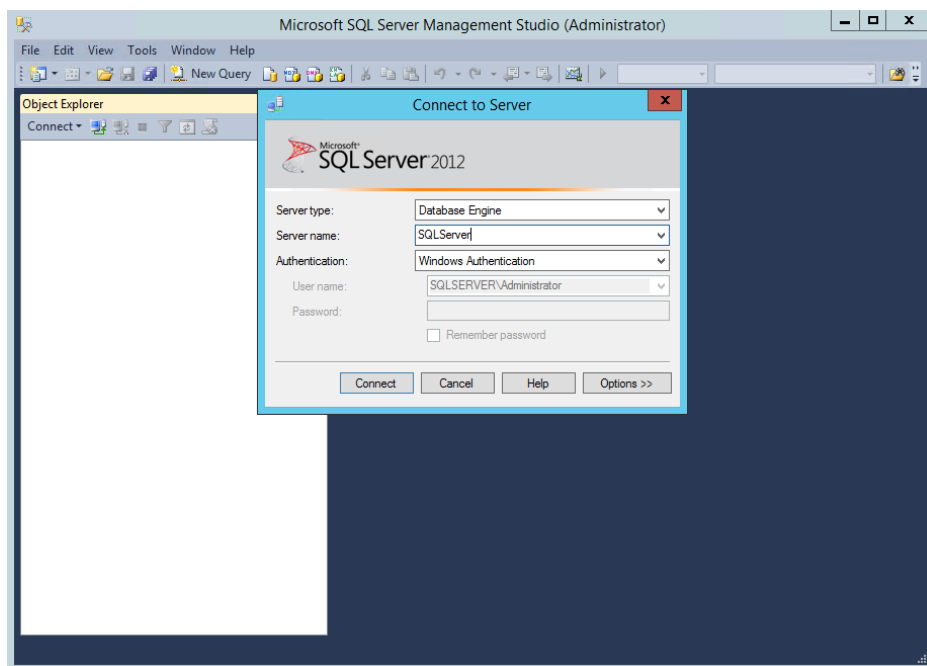 Microsoft SQL Server Management Studio (Administrator)
File Edit View Tools Window Help
New Query
Object Explorer
Connect
Connect to Server
Microsoft®
SQL Server® 2012
Server type: Database Engine
Server name: SQLServer
Authentication: Windows Authentication
User name: SQLSERVER\Administrator
Password:
Remember password
Connect Cancel Help Options >>